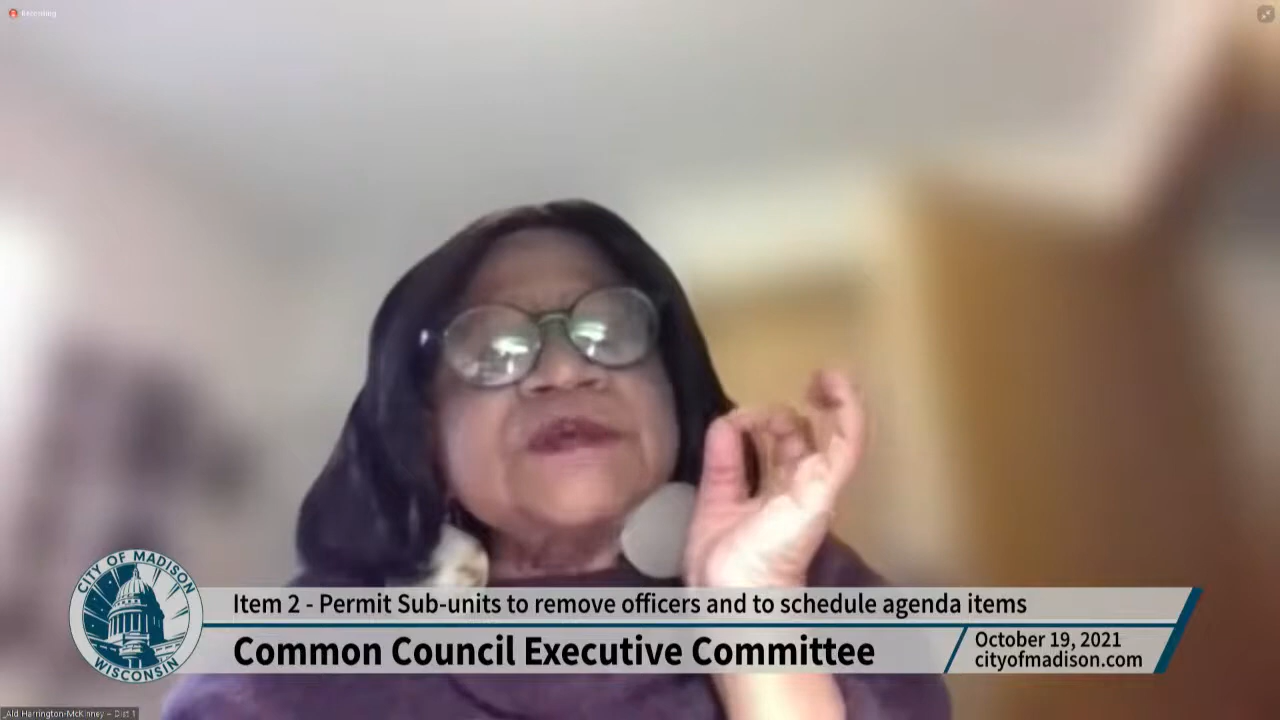 Recording
CITY OF MADISON
WISCONSIN
Item 2 - Permit Sub-units to remove officers and to schedule agenda items
Common Council Executive Committee
October 19, 2021
cityofmadison.com
Ald Harrington-McKinney - Dist 1